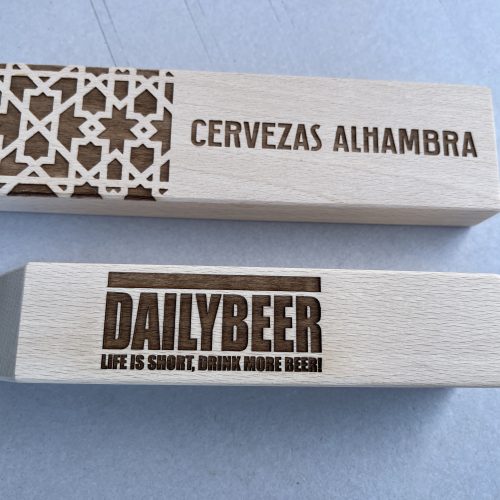 CERVEZAS ALHAMBRA
DAILYBEER
LIFE IS SHORT, DRINK MORE BEER!